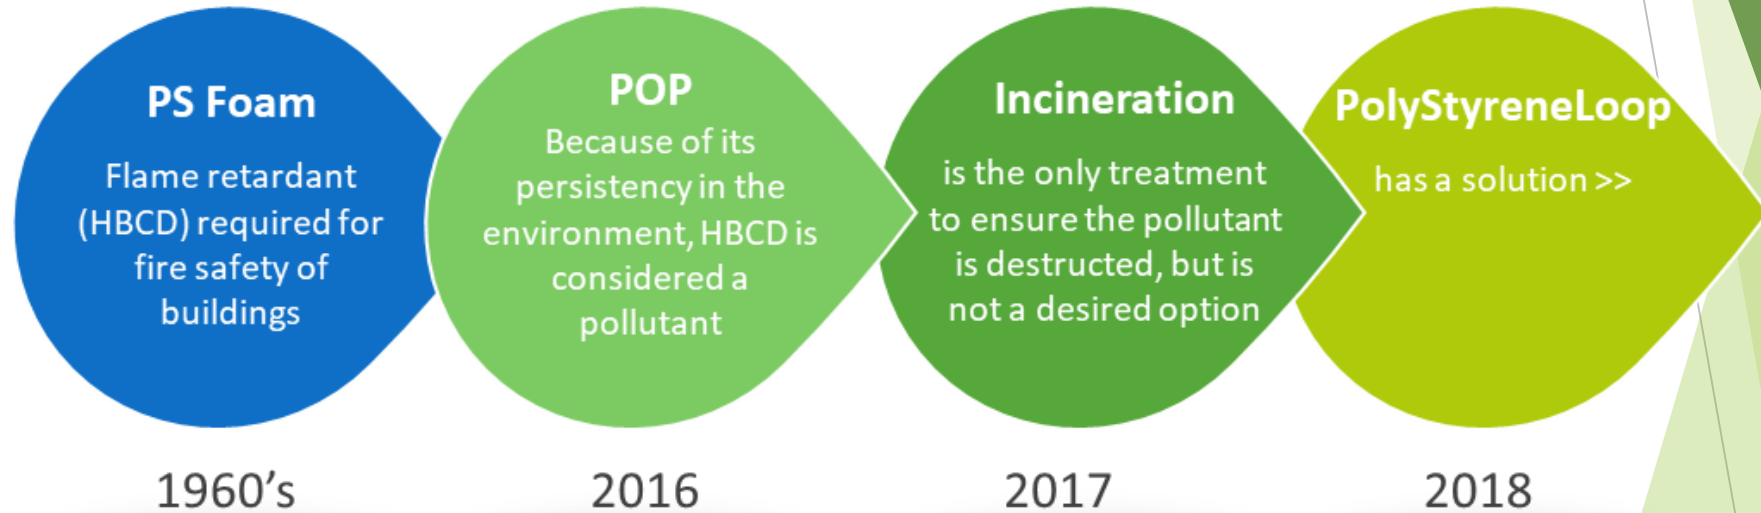 PS Foam
Flame retardant
(HBCD) required for
fire safety of
buildings
1960's
POP
Because of its
persistency in the
environment, HBCD is
considered a
pollutant
2016
Incineration
is the only treatment
to ensure the pollutant
is destructed, but is
not a desired option
2017
PolyStyreneLoop
has a solution >>
2018